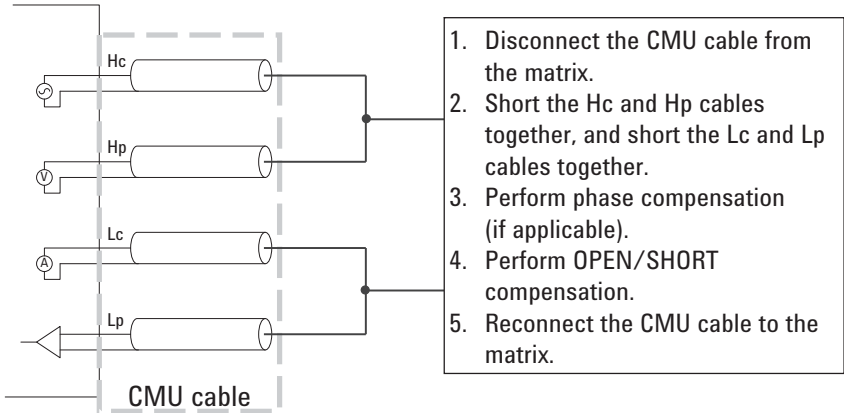 Hc
Hp
V
Lc
A
Lp
CMU cable
1. Disconnect the CMU cable from
the matrix.
2. Short the Hc and Hp cables
together, and short the Lc and Lp
cables together.
3. Perform phase compensation
(if applicable).
4. Perform OPEN/SHORT
compensation.
5. Reconnect the CMU cable to the
matrix.